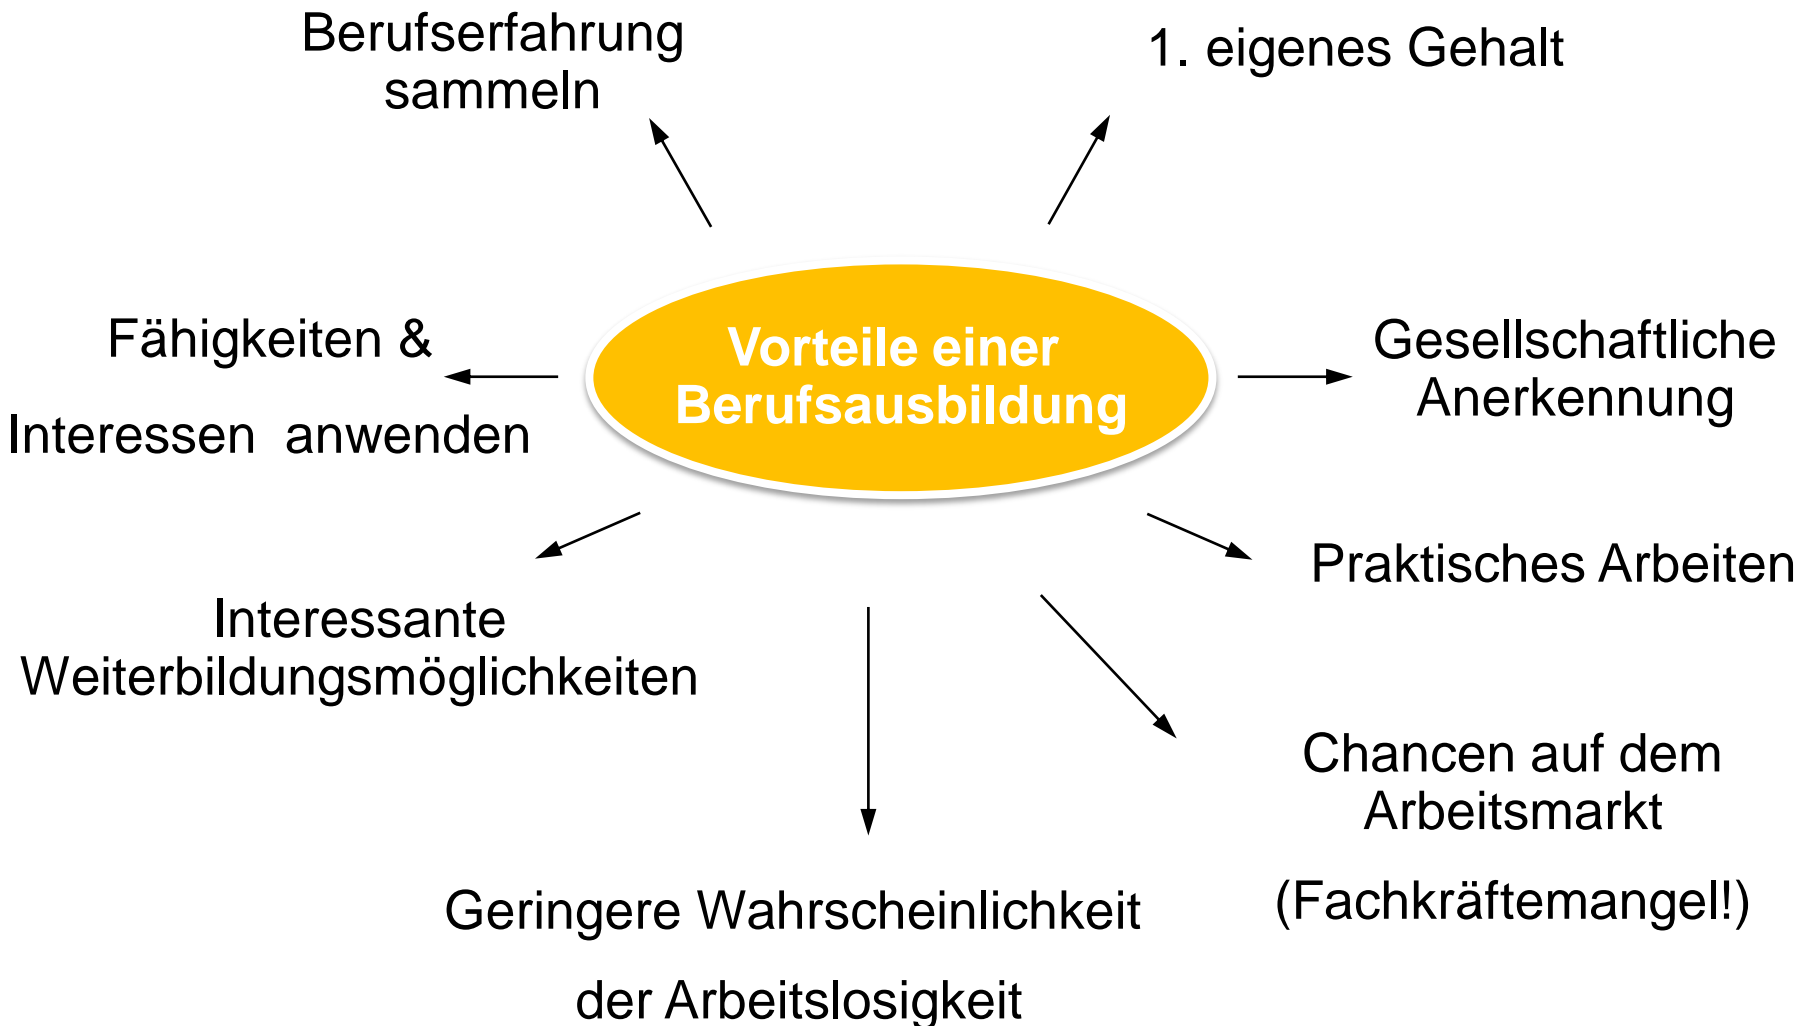 Berufserfahrung
sammeln
1. eigenes Gehalt
Fähigkeiten &
Interessen anwenden
Vorteile einer
Berufsausbildung
Gesellschaftliche
Anerkennung
Praktisches Arbeiten
Interessante
Weiterbildungsmöglichkeiten
Chancen auf dem
Arbeitsmarkt
(Fachkräftemangel!)
Geringere Wahrscheinlichkeit
der Arbeitslosigkeit